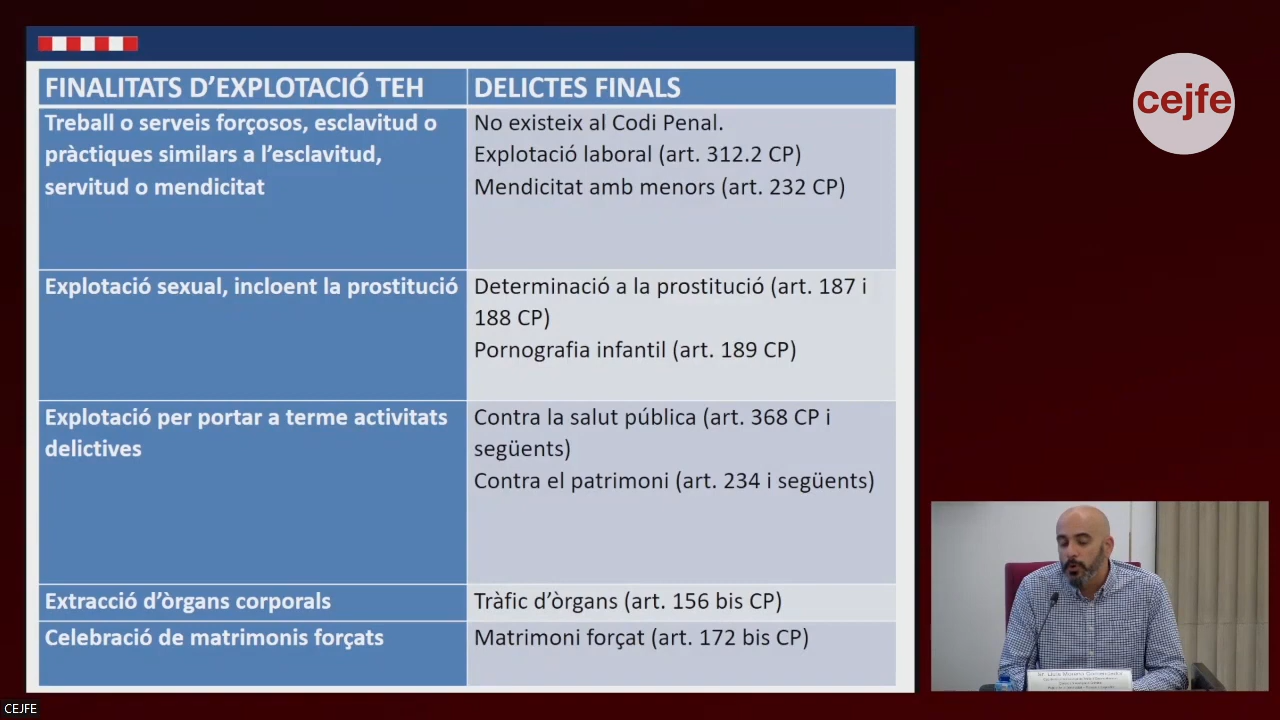 FINALITATS D'EXPLOTACIÓ TEH
DELICTES FINALS
Treball o serveis forçosos, esclavitud o
pràctiques similars a l'esclavitud,
servitud o mendicitat
No existeix al Codi Penal.
Explotació laboral (art. 312.2 CP)
Mendicitat amb menors (art. 232 CP)
Explotació sexual, incloent la prostitució
Determinació a la prostitució (art. 187 i
188 CP)
Pornografia infantil (art. 189 CP)
Explotació per portar a terme activitats
delictives
Contra la salut pública (art. 368 CP i
següents)
Contra el patrimoni (art. 234 i següents)
Extracció d'òrgans corporals
Tràfic d'òrgans (art. 156 bis CP)
Celebració de matrimonis forçats
Matrimoni forçat (art. 172 bis CP)
cejfe
Sr. Lluís Moreno
CEJFE